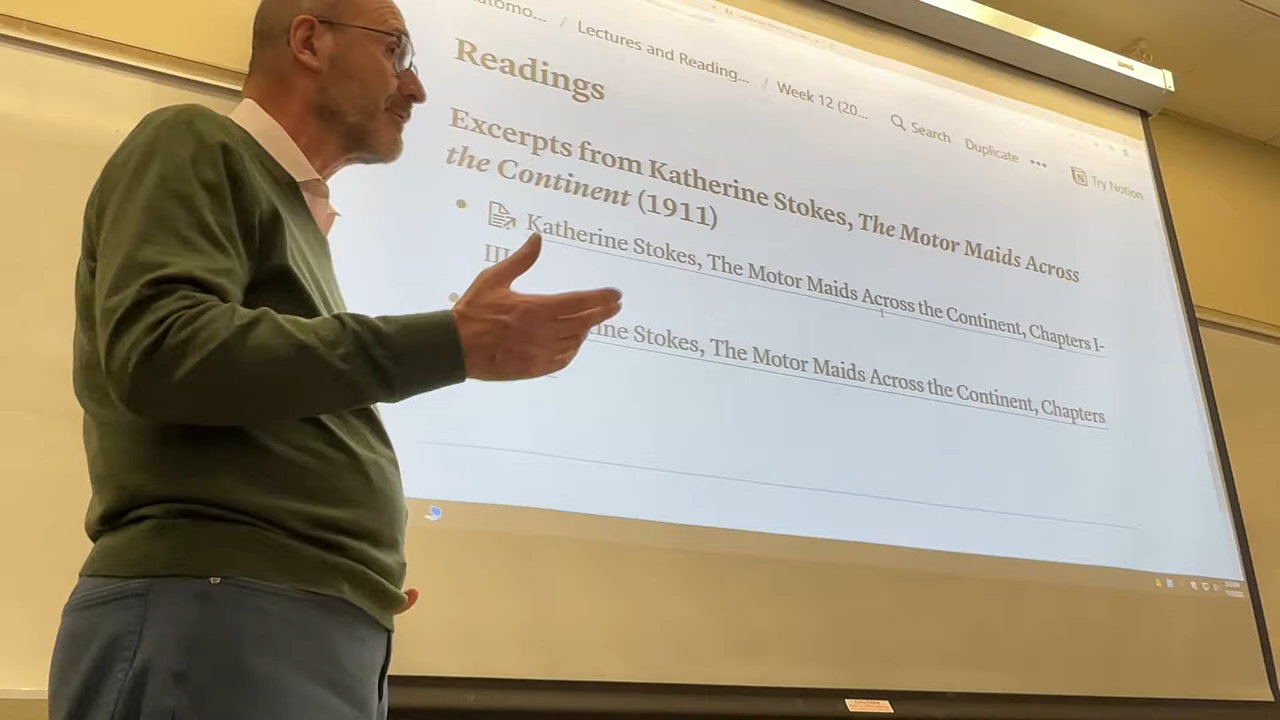 utomo... / Lectures and Reading... / Week 12 (20...
Search Duplicate ••• Try Notion
Readings
Excerpts from Katherine Stokes, The Motor Maids Across
the Continent (1911)
Katherine Stokes, The Motor Maids Across the Continent, Chapters I-
III
ine Stokes, The Motor Maids Across the Continent, Chapters